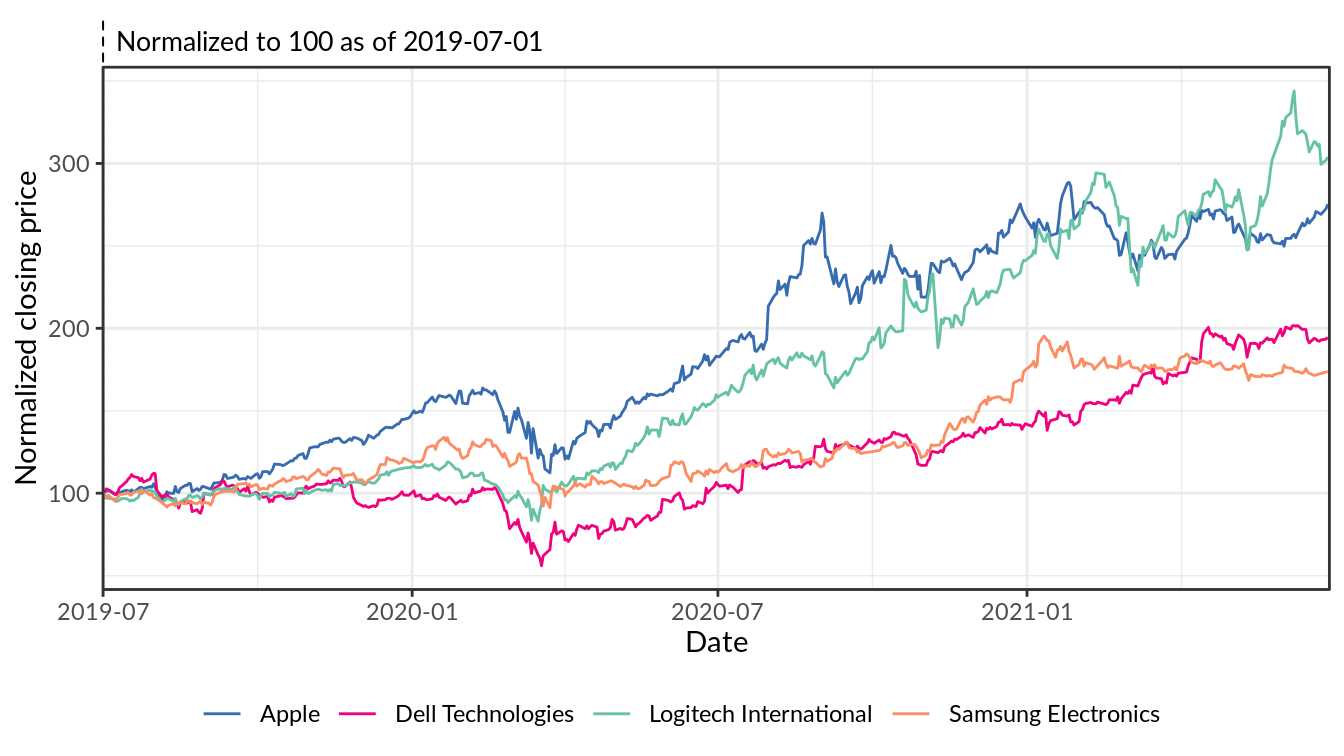 Normalized to 100 as of 2019-07-01
Normalized closing price
300
200
100
2019-07
2020-01
2020-07
2021-01
Date
Apple
Dell Technologies
Logitech International
Samsung Electronics